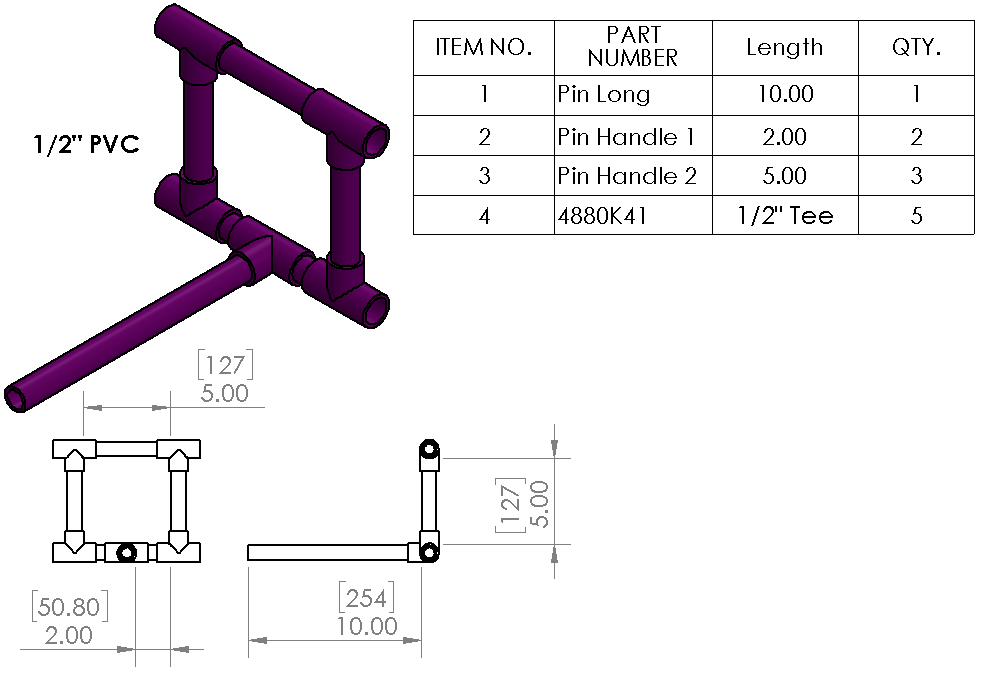 1/2" PVC
ITEM NO. PART NUMBER Length QTY.
1 Pin Long 10.00 1
2 Pin Handle 1 2.00 2
3 Pin Handle 2 5.00 3
4 4880K41 1/2" Tee 5
[127]
5.00
[127]
5.00
[50.80]
2.00
[254]
10.00